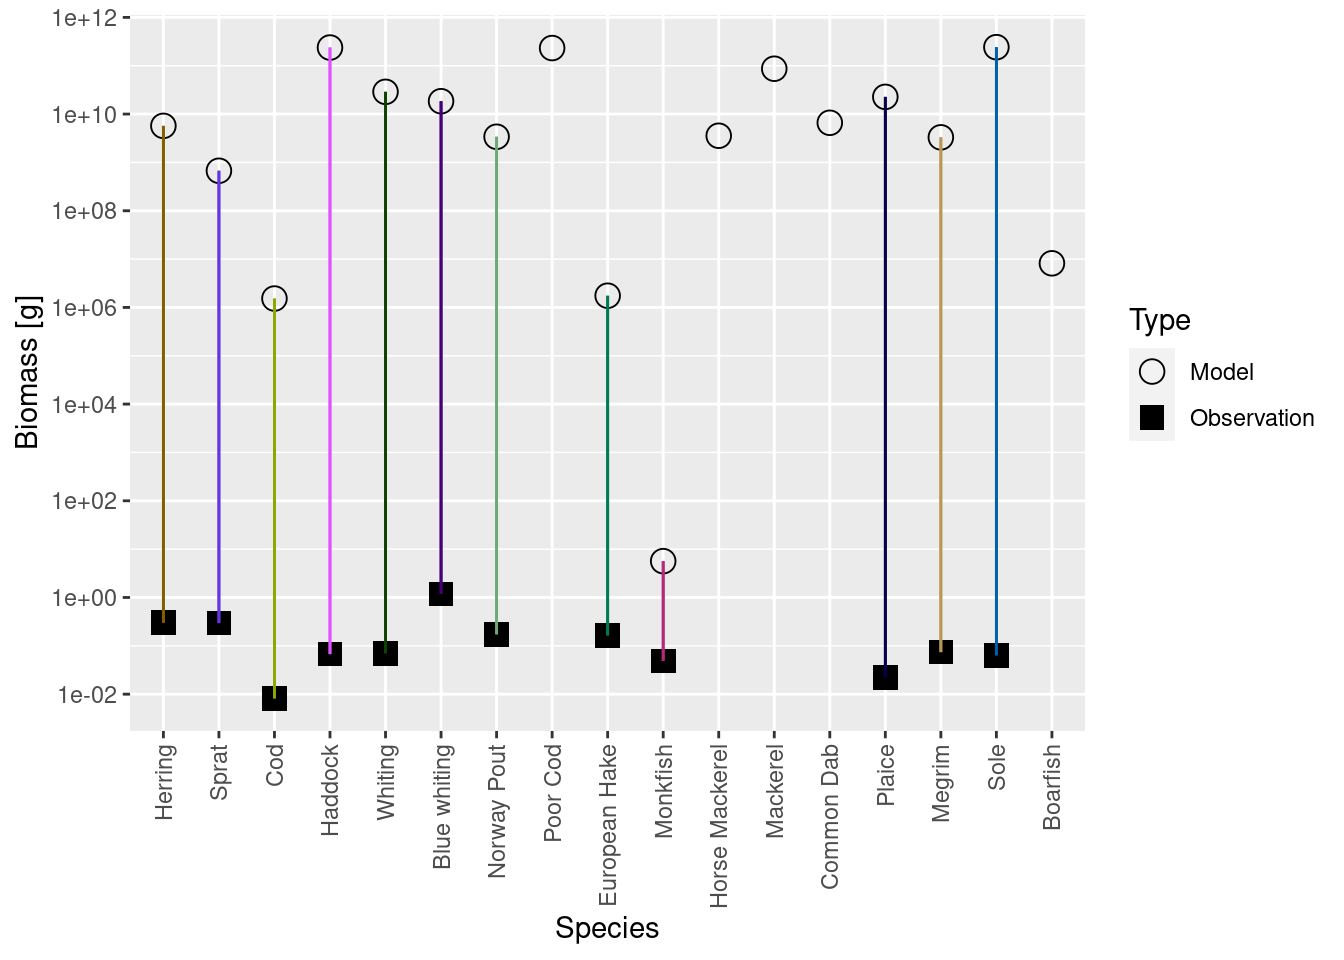 Biomass [g]
1e+12
1e+10
1e+08
1e+06
1e+04
1e+02
1e+00
1e-02
Herring
Sprat
Cod
Haddock
Whiting
Blue whiting
Norway Pout
Poor Cod
European Hake
Monkfish
Horse Mackerel
Mackerel
Common Dab
Plaice
Megrim
Sole
Boarfish
Species
Type
Model
Observation